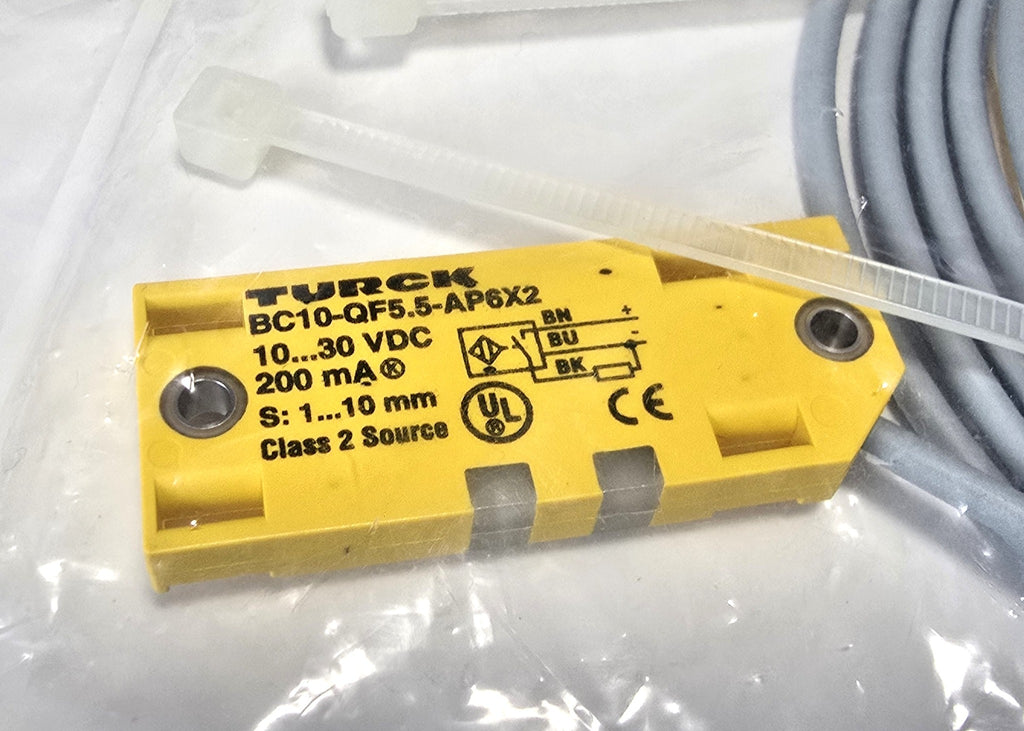 TURCK
BC10-QF5.5-AP6X2
10...30 VDC
200 mA ®
S: 1...10 mm
Class 2 Source
BN +
BU -
BK
UL
®
CE